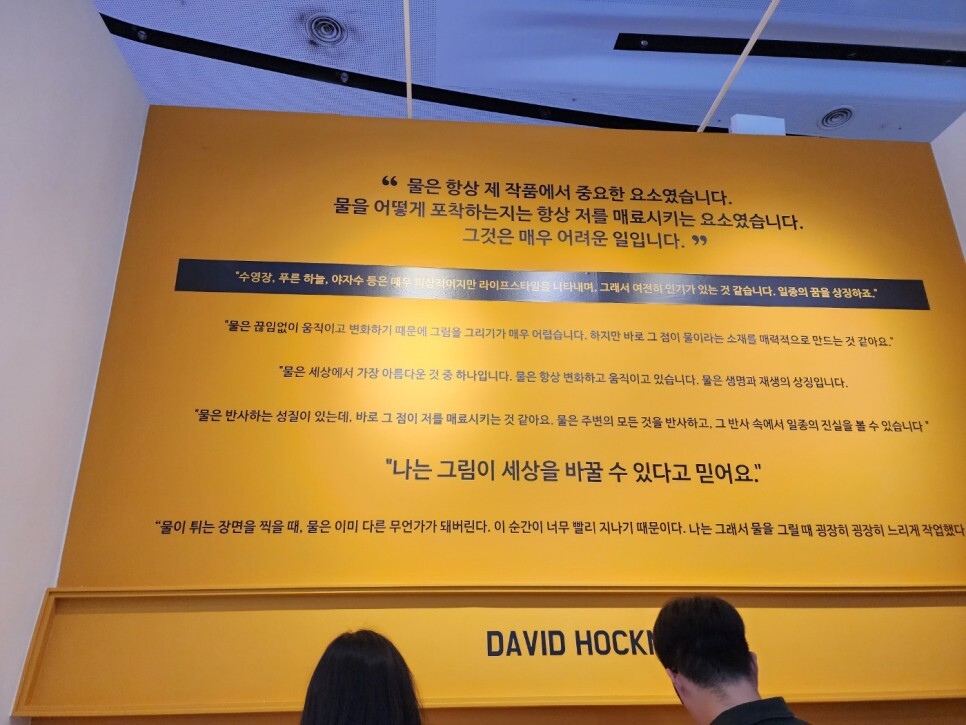 “ 물은 항상 제 작품에서 중요한 요소였습니다.
물을 어떻게 포착하는지는 항상 저를 매료시키는 요소였습니다.
그것은 매우 어려운 일입니다. ”
"수영장, 푸른 하늘, 야자수 등은 매우 피상적이지만 라이프스타일을 나타내며, 그래서 여전히 인기가 있는 것 같습니다. 일종의 꿈을 상징하죠."
"물은 끊임없이 움직이고 변화하기 때문에 그림을 그리기가 매우 어렵습니다. 하지만 바로 그 점이 물이라는 소재를 매력적으로 만드는 것 같아요."
"물은 세상에서 가장 아름다운 것 중 하나입니다. 물은 항상 변화하고 움직이고 있습니다. 물은 생명과 재생의 상징입니다.
"물은 반사하는 성질이 있는데, 바로 그 점이 저를 매료시키는 것 같아요. 물은 주변의 모든 것을 반사하고, 그 반사 속에서 일종의 진실을 볼 수 있습니다"
"나는 그림이 세상을 바꿀 수 있다고 믿어요."
“물이 튀는 장면을 찍을 때, 물은 이미 다른 무언가가 돼버린다. 이 순간이 너무 빨리 지나기 때문이다. 나는 그래서 물을 그릴 때 굉장히 굉장히 느리게 작업했다
DAVID HOCKN